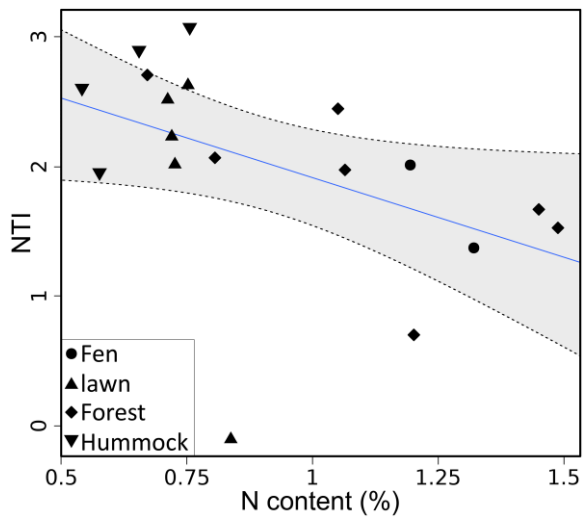 3
2
1
0
NTI
Fen
lawn
Forest
Hummock
0.5 0.75 1 1.25 1.5
N content (%)